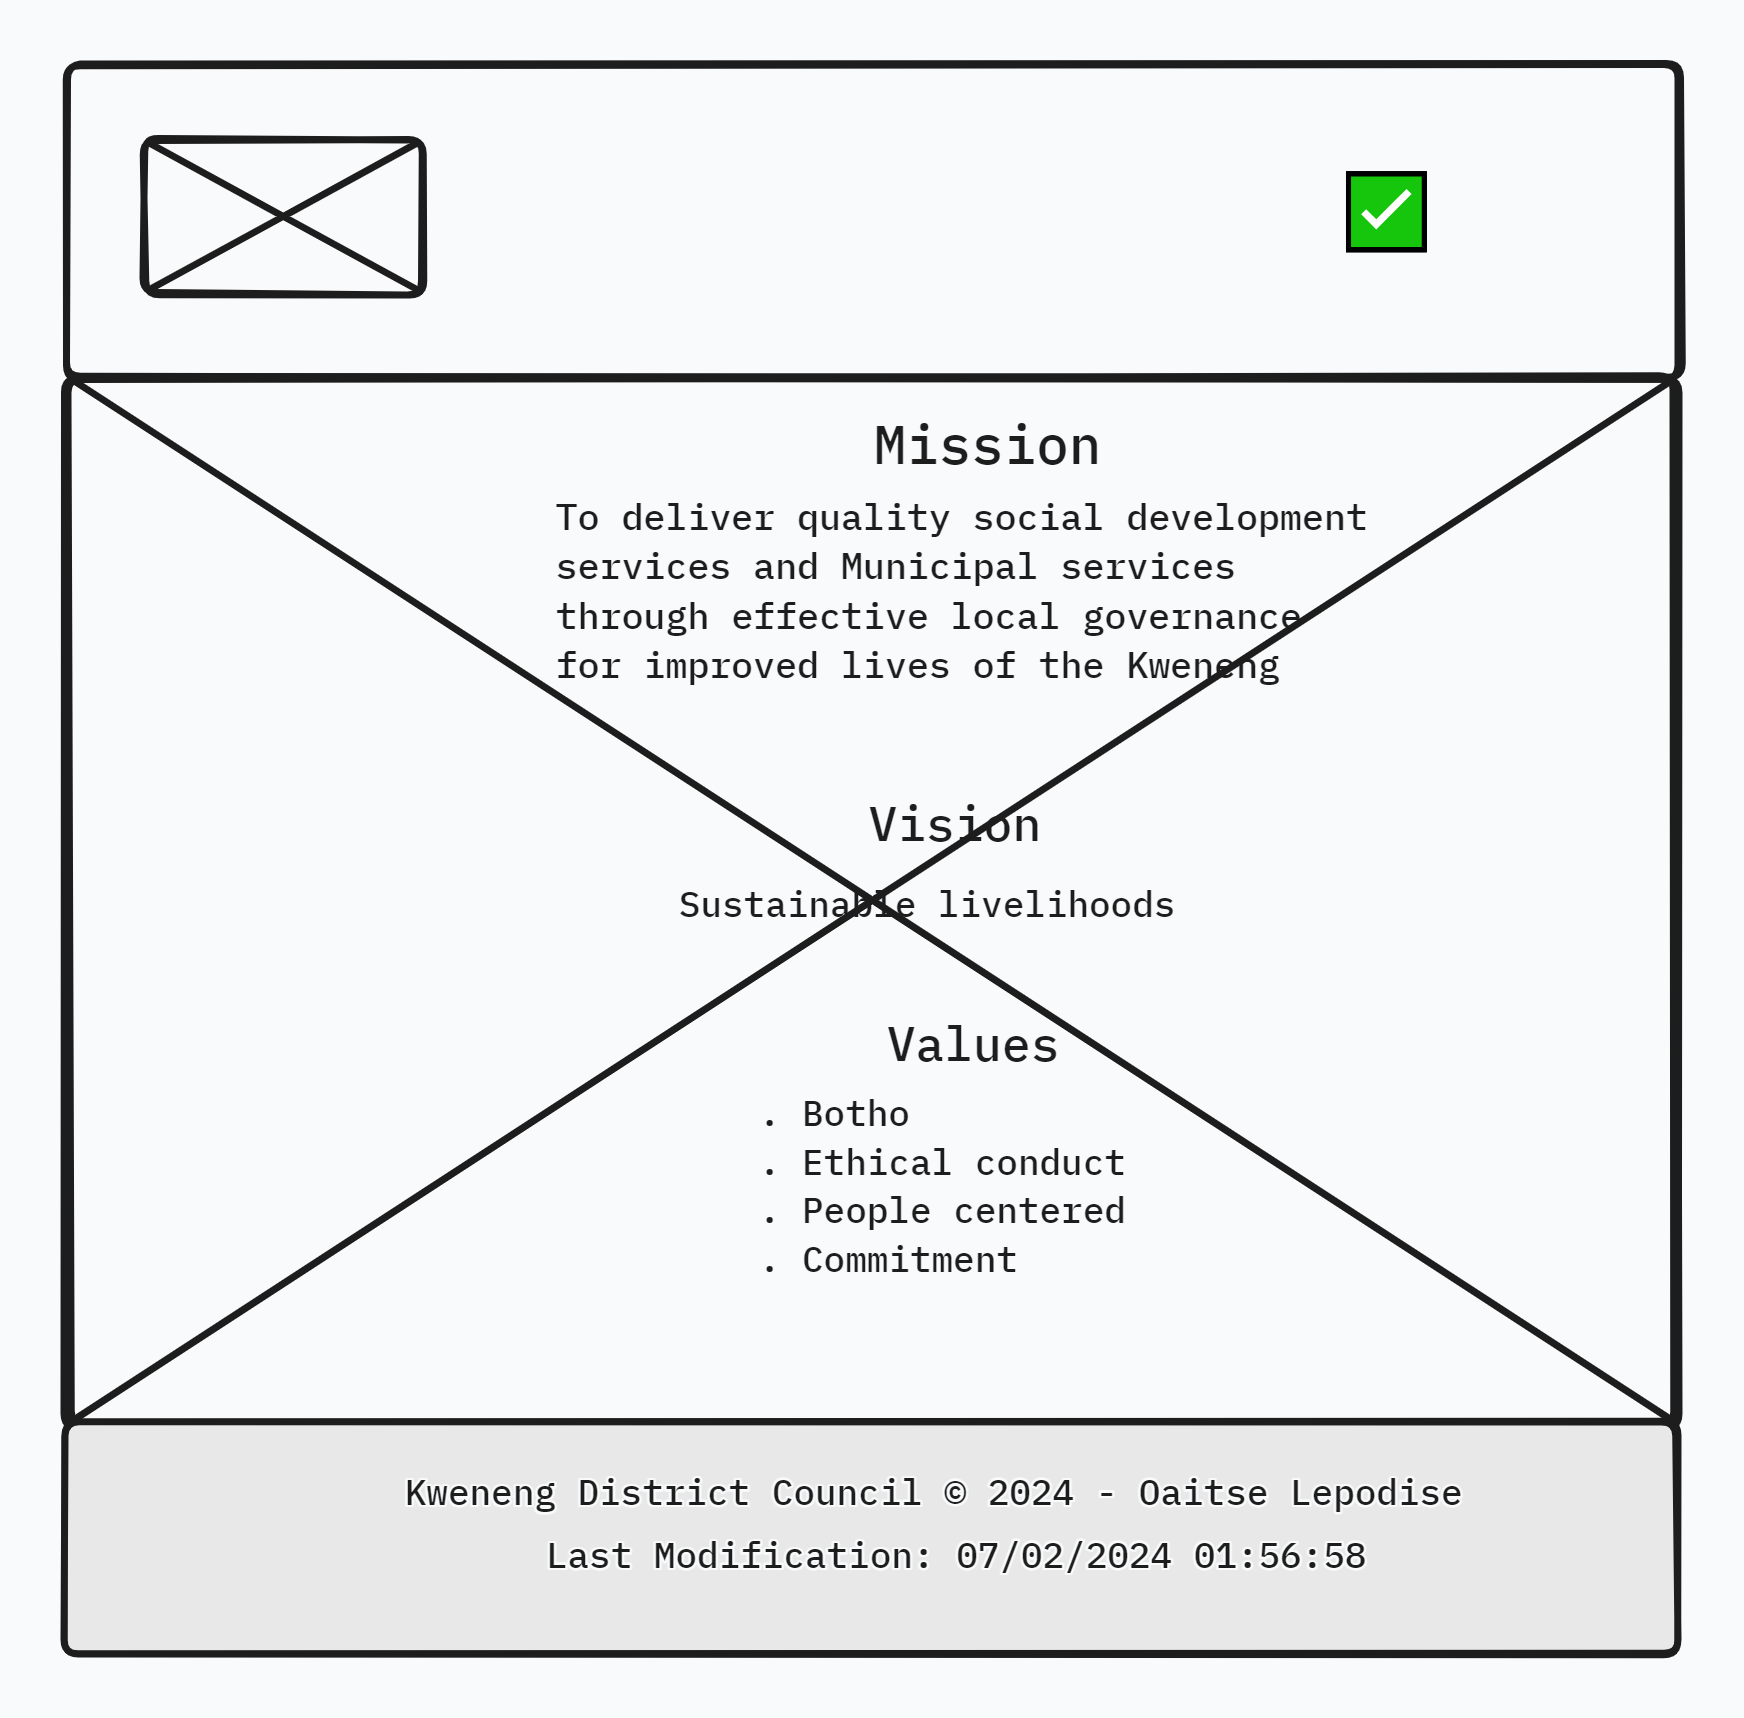 Mission
To deliver quality social development
services and Municipal services
through effective local governance
for improved lives of the Kweneng
Vision
Sustainable livelihoods
Values
. Botho
. Ethical conduct
. People centered
. Commitment
Kweneng District Council © 2024 - Oaitse Lepodise
Last Modification: 07/02/2024 01:56:58